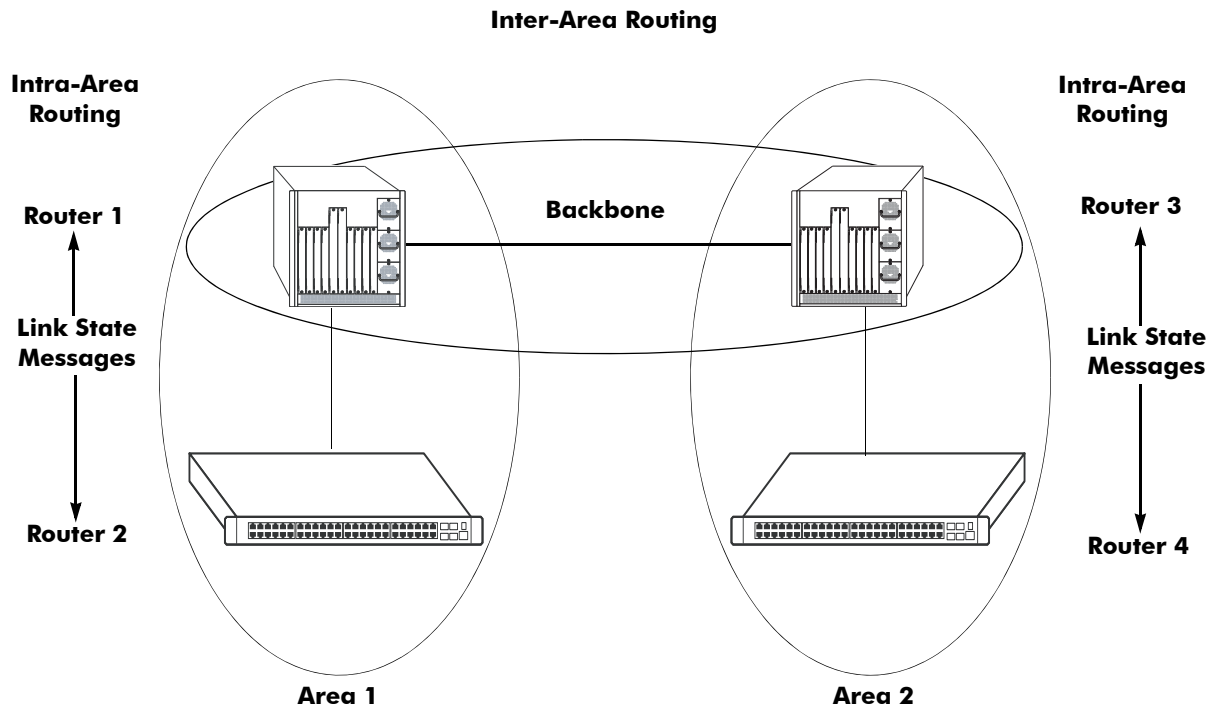 Inter-Area Routing
Intra-Area
Routing
Intra-Area
Routing
Router 1
Backbone
Router 3
Link State
Messages
Link State
Messages
Router 2
Router 4
Area 1
Area 2